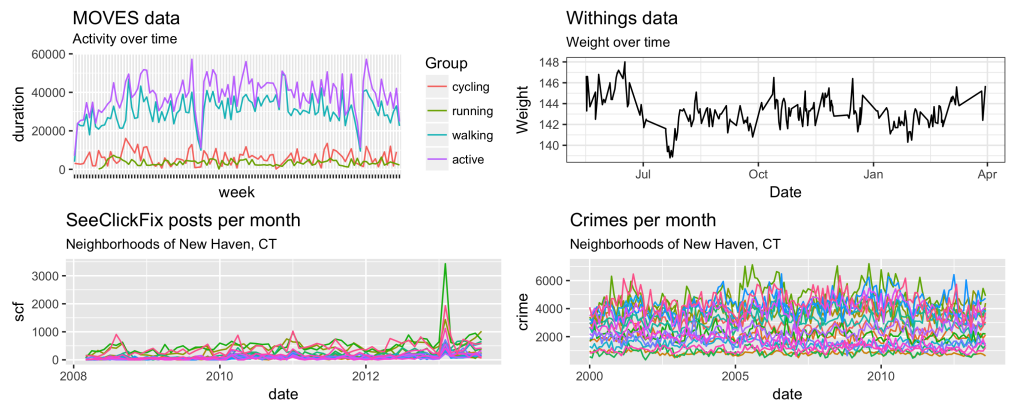 MOVES data
Activity over time
60000
40000
20000
0
duration
week
Group
cycling
running
walking
active
Withings data
Weight over time
148
146
144
142
140
Weight
Jul
Oct
Jan
Apr
Date
SeeClickFix posts per month
Neighborhoods of New Haven, CT
3000
2000
1000
0
scf
2008
2010
2012
date
Crimes per month
Neighborhoods of New Haven, CT
6000
4000
2000
crime
2000
2005
2010
date